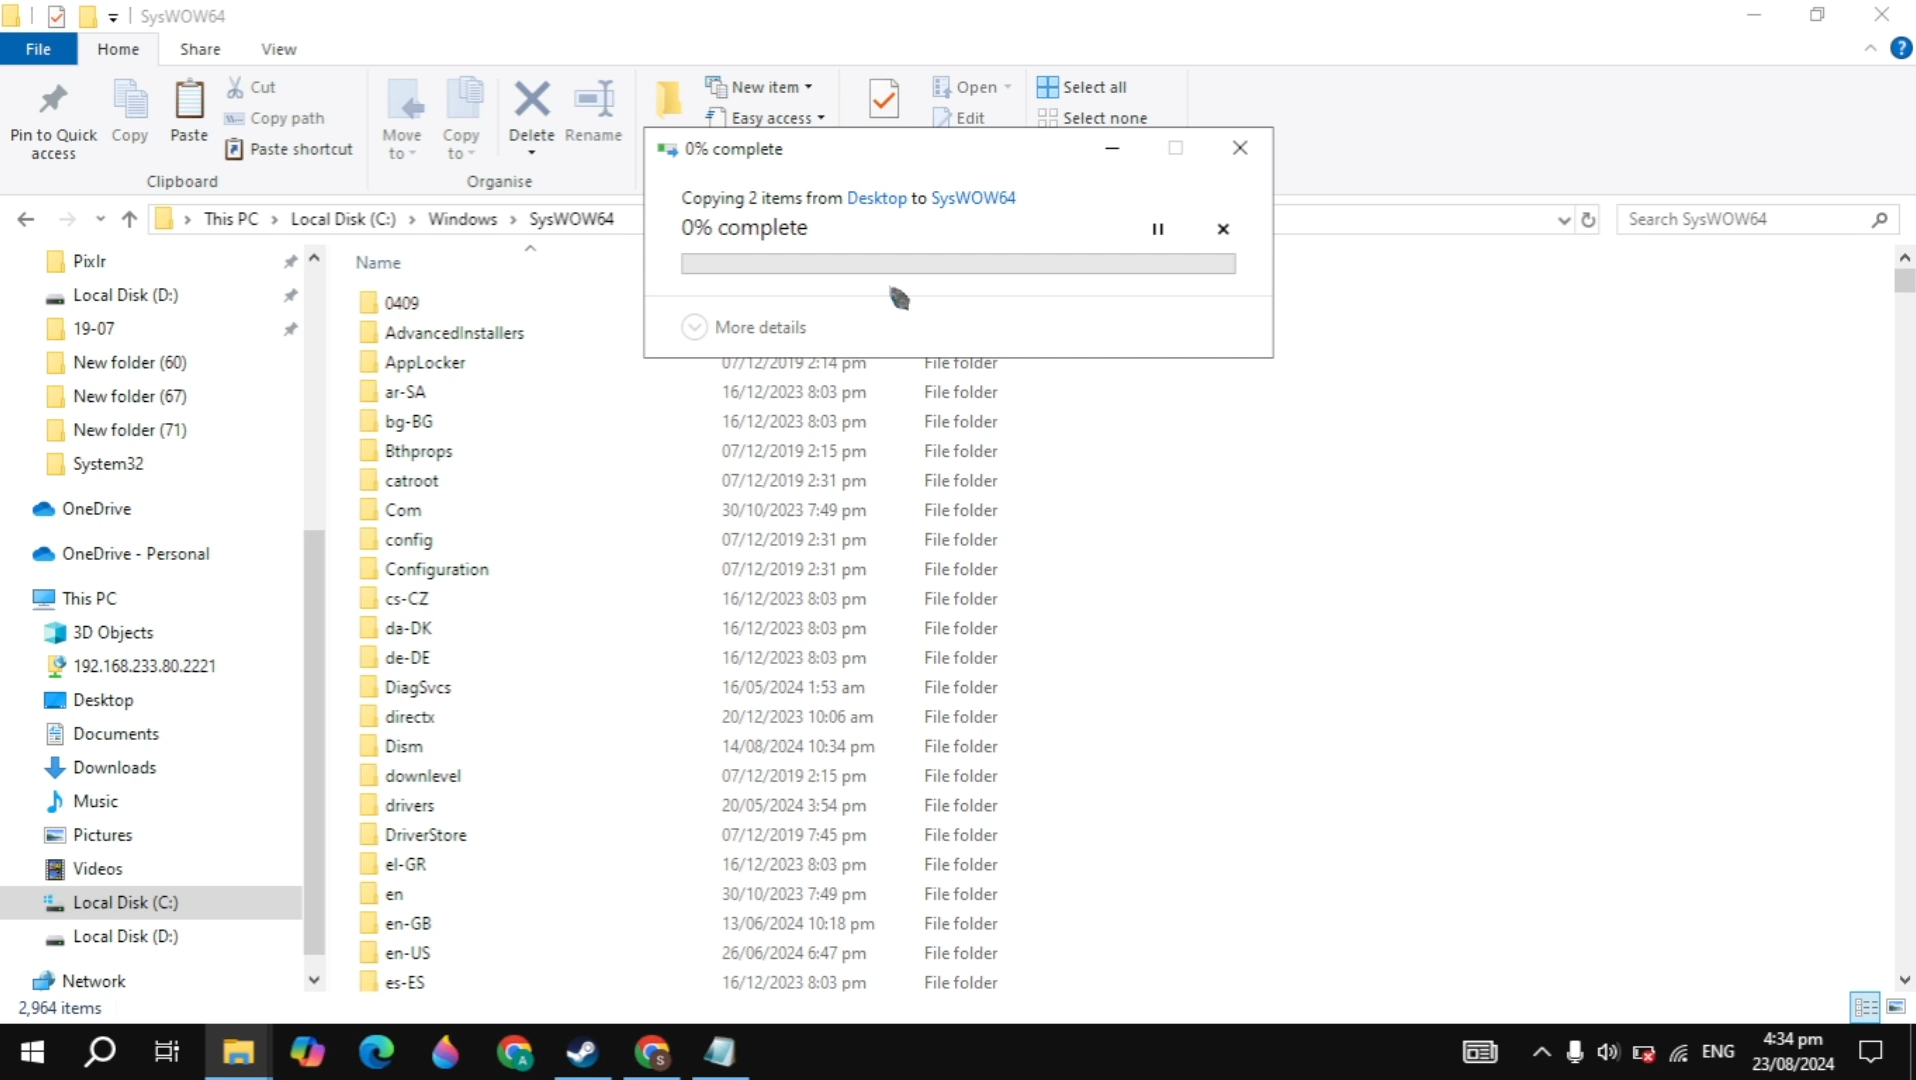 SysWOW64
File Home Share View
Pin to Quick access
Copy
Paste
Cut
Copy path
Paste shortcut
Clipboard
Move to
Copy to
Delete
Rename
Organise
New item
Easy access
Open
Edit
Select all
Select none
0% complete
Copying 2 items from Desktop to SysWOW64
0% complete
More details
This PC > Local Disk (C:) > Windows > SysWOW64
Search SysWOW64
Pixlr
Local Disk (D:)
19-07
New folder (60)
New folder (67)
New folder (71)
System32
OneDrive
OneDrive - Personal
This PC
3D Objects
192.168.233.80.2221
Desktop
Documents
Downloads
Music
Pictures
Videos
Local Disk (C:)
Local Disk (D:)
Network
Name
0409
AdvancedInstallers
AppLocker 07/12/2019 2:14 pm File folder
ar-SA 16/12/2023 8:03 pm File folder
bg-BG 16/12/2023 8:03 pm File folder
Bthprops 07/12/2019 2:15 pm File folder
catroot 07/12/2019 2:31 pm File folder
Com 30/10/2023 7:49 pm File folder
config 07/12/2019 2:31 pm File folder
Configuration 07/12/2019 2:31 pm File folder
cs-CZ 16/12/2023 8:03 pm File folder
da-DK 16/12/2023 8:03 pm File folder
de-DE 16/12/2023 8:03 pm File folder
DiagSvcs 16/05/2024 1:53 am File folder
directx 20/12/2023 10:06 am File folder
Dism 14/08/2024 10:34 pm File folder
downlevel 07/12/2019 2:15 pm File folder
drivers 20/05/2024 3:54 pm File folder
DriverStore 07/12/2019 7:45 pm File folder
el-GR 16/12/2023 8:03 pm File folder
en 30/10/2023 7:49 pm File folder
en-GB 13/06/2024 10:18 pm File folder
en-US 26/06/2024 6:47 pm File folder
es-ES 16/12/2023 8:03 pm File folder
2,964 items
A
S
ENG
4:34 pm
23/08/2024